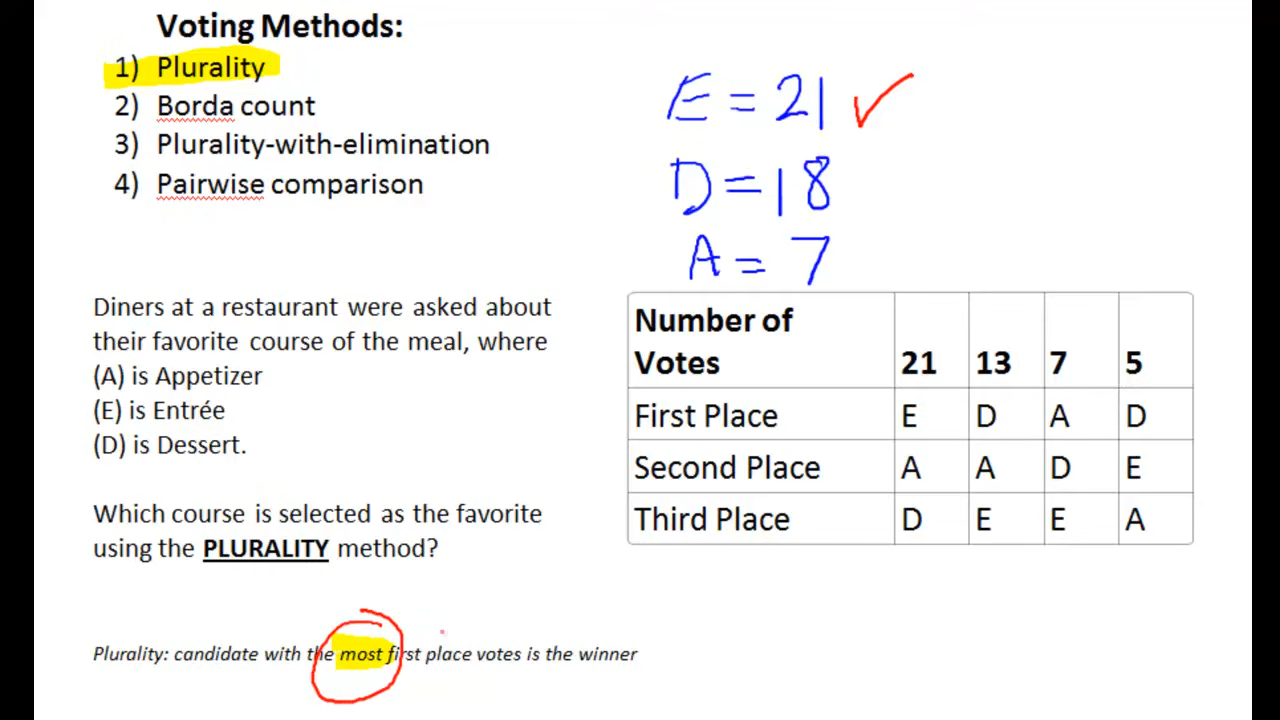 Voting Methods:
1) Plurality
2) Borda count
3) Plurality-with-elimination
4) Pairwise comparison
E = 21 ✓
D = 18
A = 7
Diners at a restaurant were asked about
their favorite course of the meal, where
(A) is Appetizer
(E) is Entrée
(D) is Dessert.
Which course is selected as the favorite
using the PLURALITY method?
Number of
Votes 21 13 7 5
First Place E D A D
Second Place A A D E
Third Place D E E A
Plurality: candidate with the most first place votes is the winner